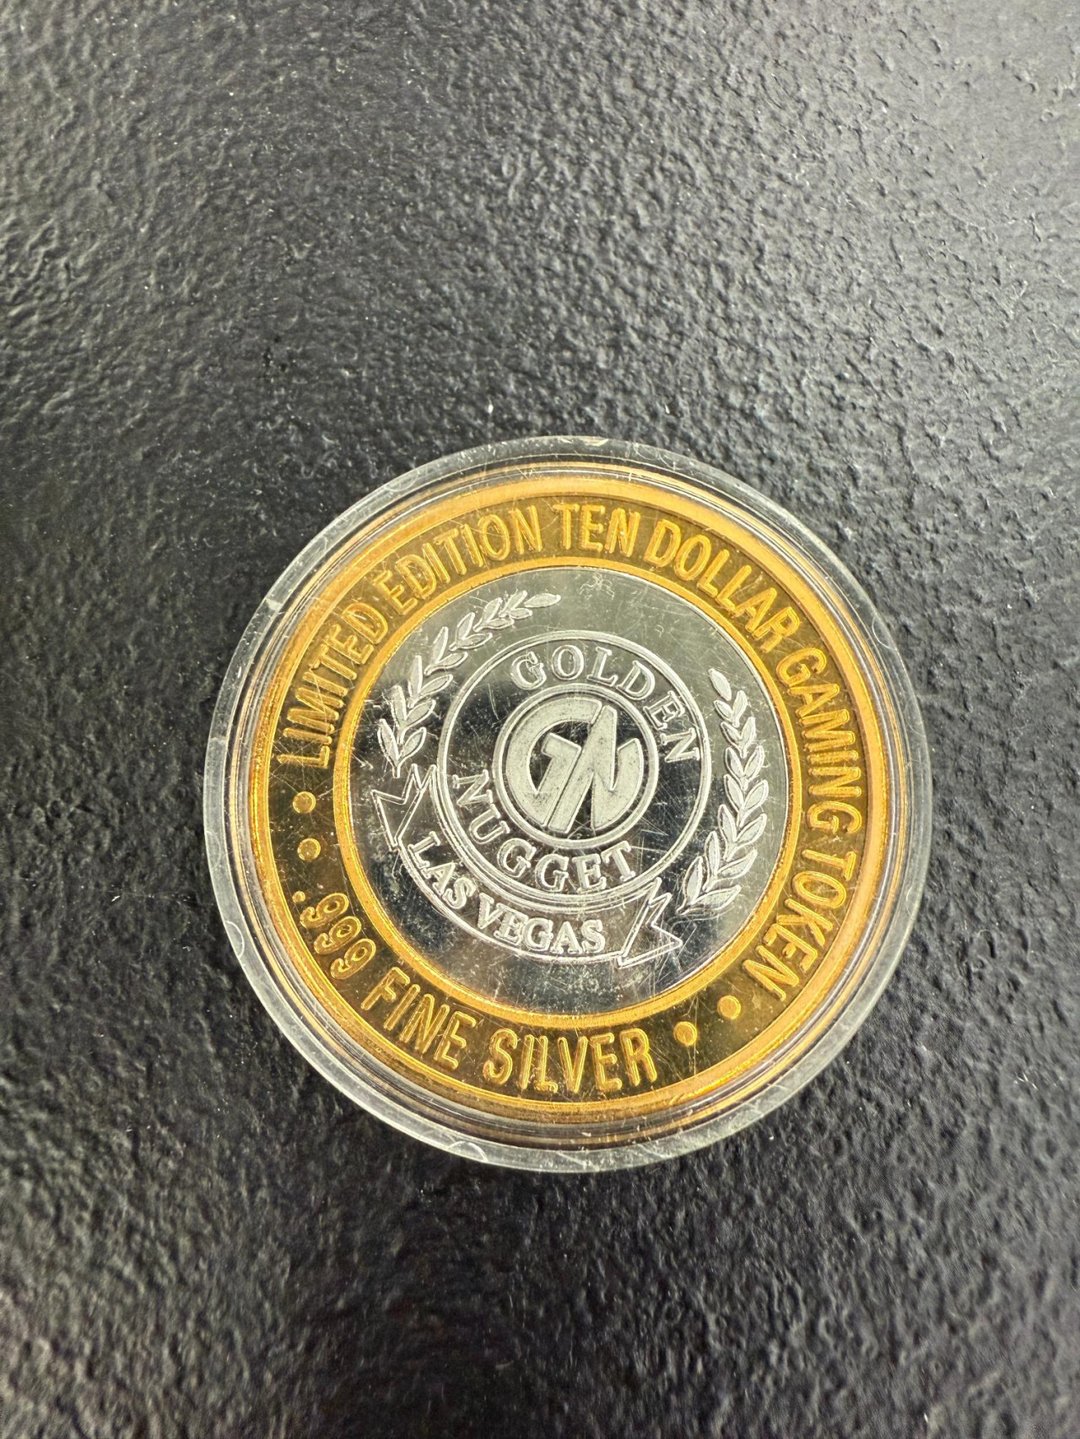 LIMITED EDITION TEN DOLLAR GAMING TOKEN
.999 FINE SILVER
GOLDEN
GN
NUGGET
LAS VEGAS